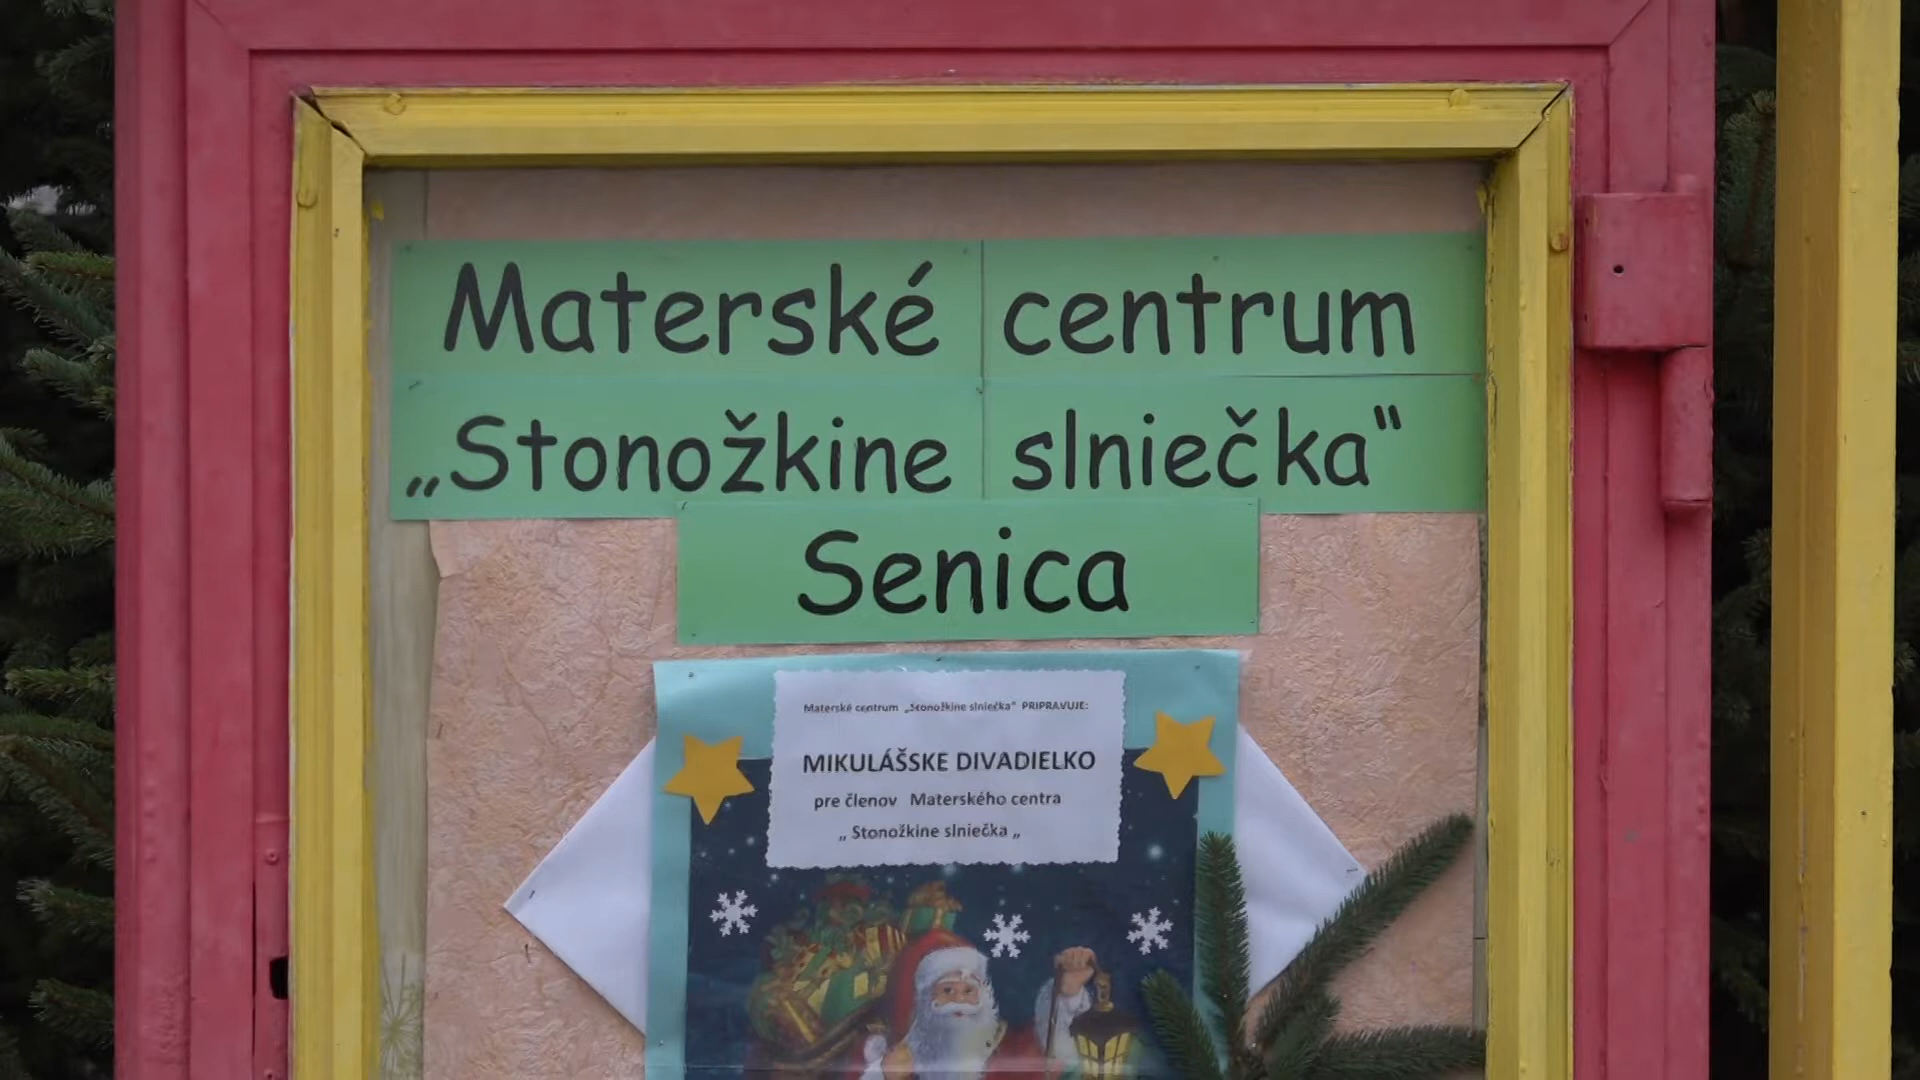 Materské centrum
„Stonožkine slniečka“
Senica
Materské centrum „Stonožkine slniečka“ PRIPRAVUJE:
MIKULÁŠSKE DIVADIELKO
pre členov Materského centra
„ Stonožkine slniečka „